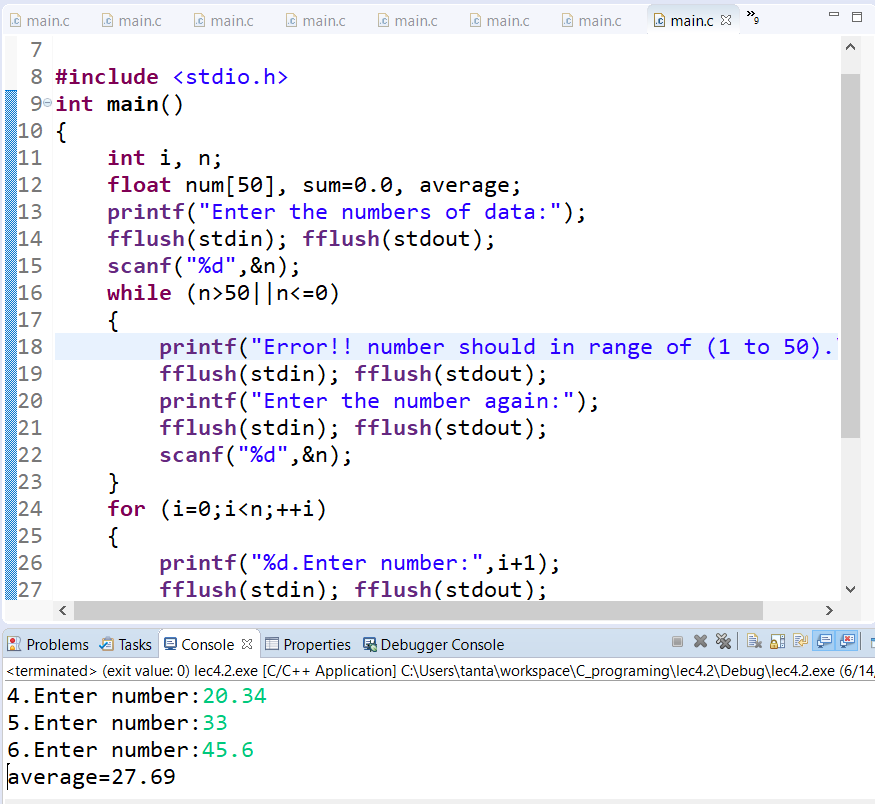 main.c main.c main.c main.c main.c main.c main.c main.c »9
7
8 #include <stdio.h>
9 int main()
10 {
11 int i, n;
12 float num[50], sum=0.0, average;
13 printf("Enter the numbers of data:");
14 fflush(stdin); fflush(stdout);
15 scanf("%d",&n);
16 while (n>50||n<=0)
17 {
18 printf("Error!! number should in range of (1 to 50).
19 fflush(stdin); fflush(stdout);
20 printf("Enter the number again:");
21 fflush(stdin); fflush(stdout);
22 scanf("%d",&n);
23 }
24 for (i=0;i<n;++i)
25 {
26 printf("%d.Enter number:",i+1);
27 fflush(stdin); fflush(stdout);
Problems Tasks Console Properties Debugger Console
<terminated> (exit value: 0) lec4.2.exe [C/C++ Application] C:\Users\tanta\workspace\C_programing\lec4.2\Debug\lec4.2.exe (6/14,
4.Enter number:20.34
5.Enter number:33
6.Enter number:45.6
average=27.69